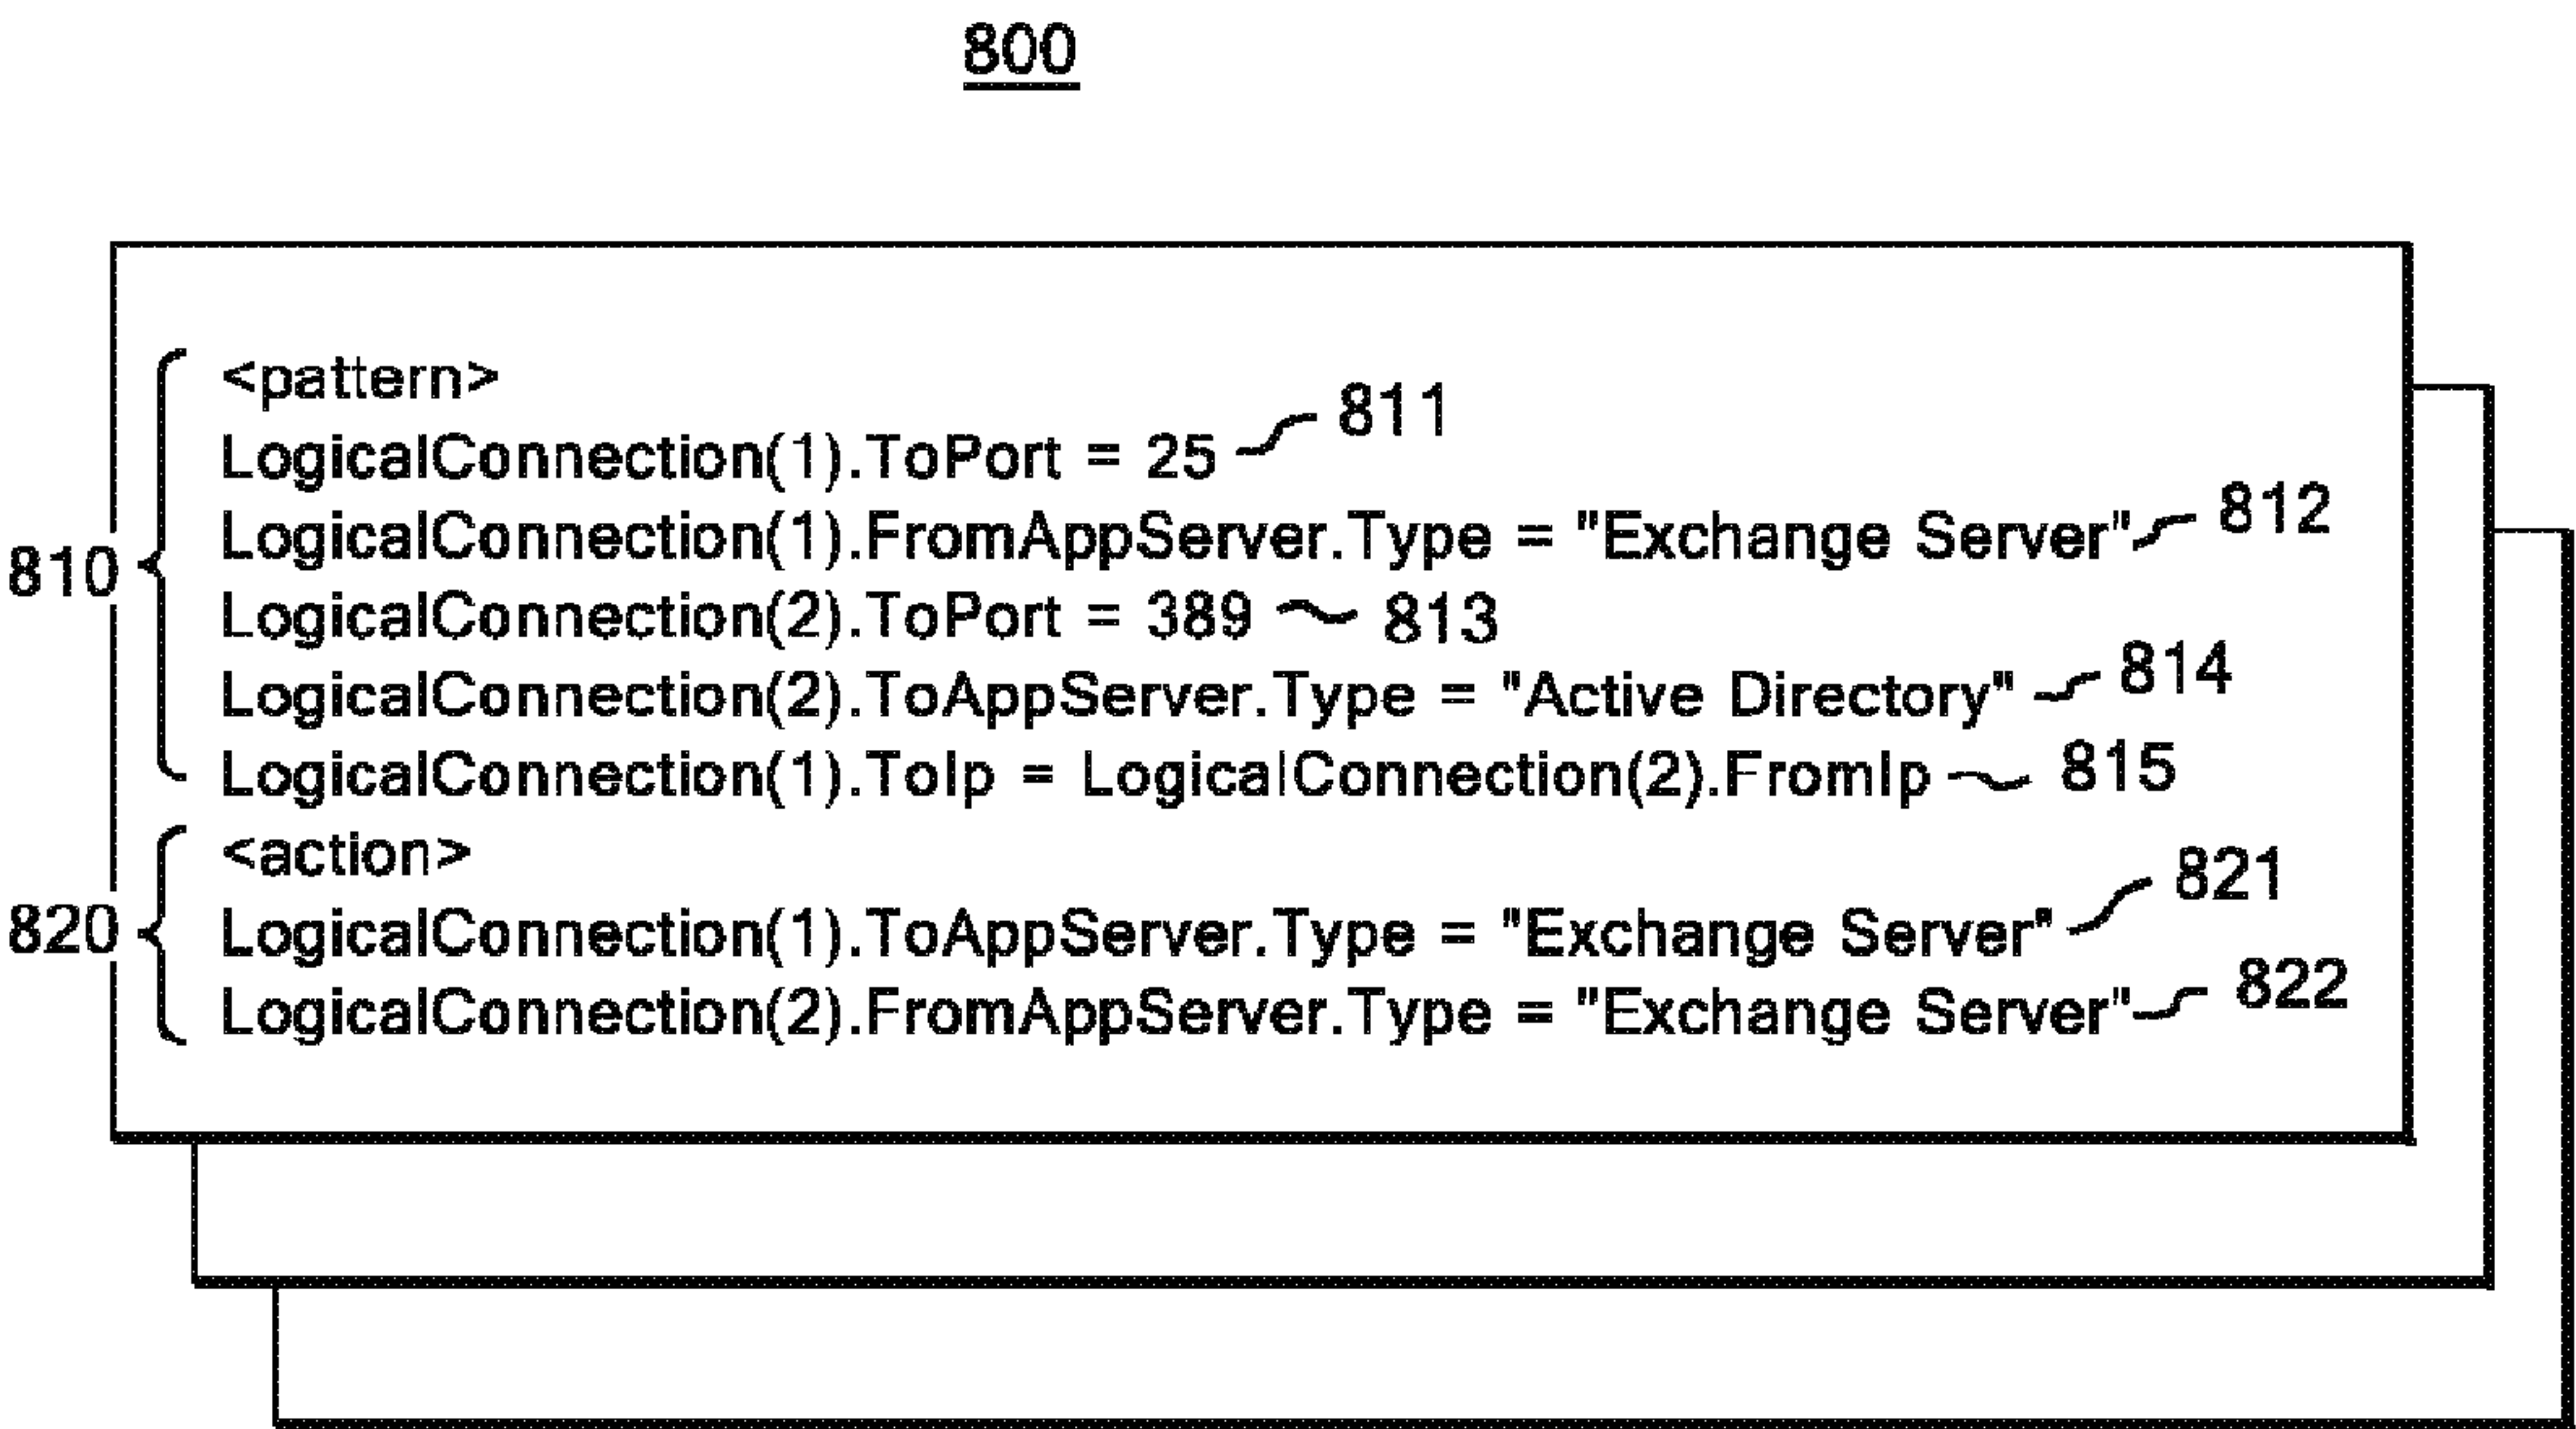 800
<pattern>
LogicalConnection(1).ToPort = 25 811
LogicalConnection(1).FromAppServer.Type = "Exchange Server" 812
810
LogicalConnection(2).ToPort = 389 813
LogicalConnection(2).ToAppServer.Type = "Active Directory" 814
LogicalConnection(1).ToIp = LogicalConnection(2).FromIp 815
<action>
820
LogicalConnection(1).ToAppServer.Type = "Exchange Server" 821
LogicalConnection(2).FromAppServer.Type = "Exchange Server" 822